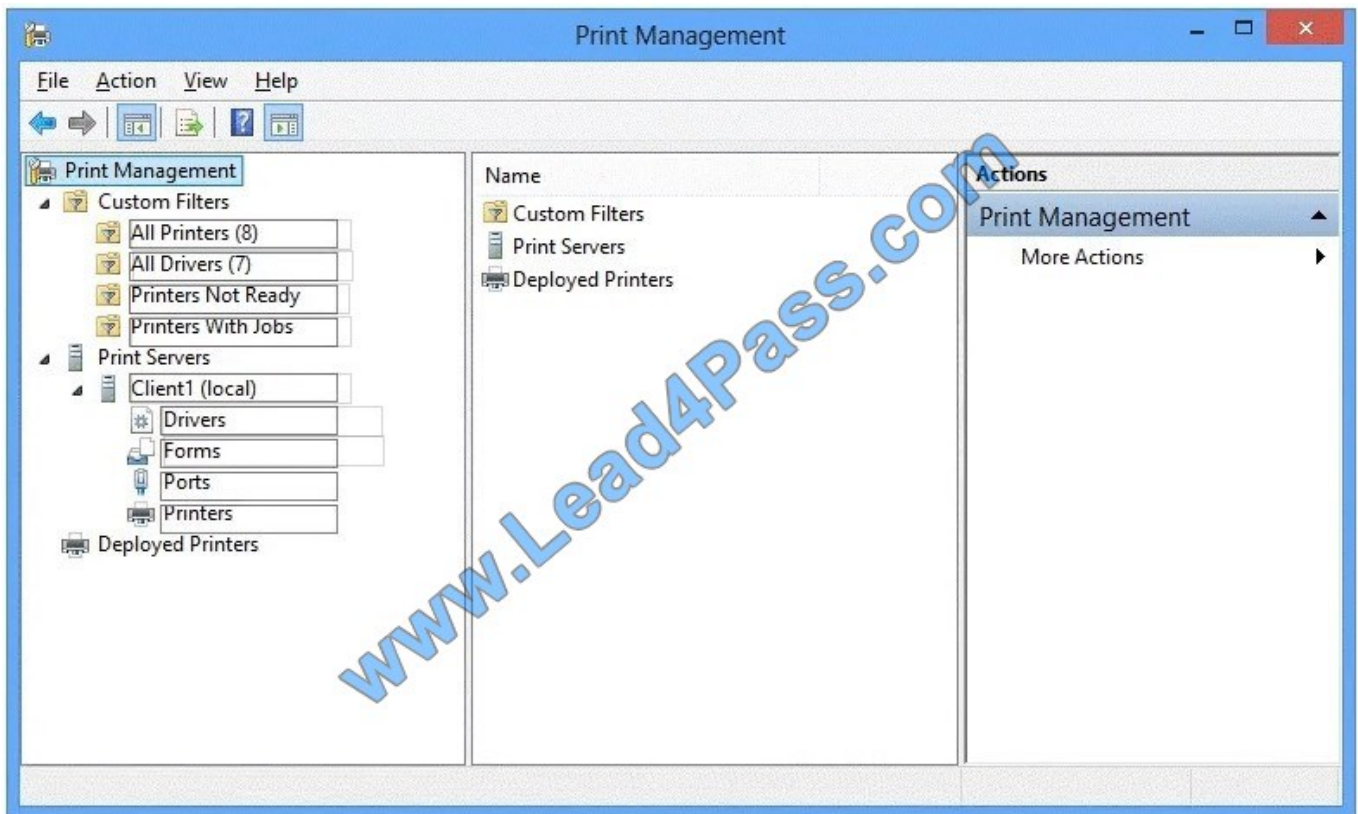 Print Management
File Action View Help
Print Management
Custom Filters
All Printers (8)
All Drivers (7)
Printers Not Ready
Printers With Jobs
Print Servers
Client1 (local)
Drivers
Forms
Ports
Printers
Deployed Printers
Name
Custom Filters
Print Servers
Deployed Printers
Actions
Print Management
More Actions
www.Lead4Pass.com